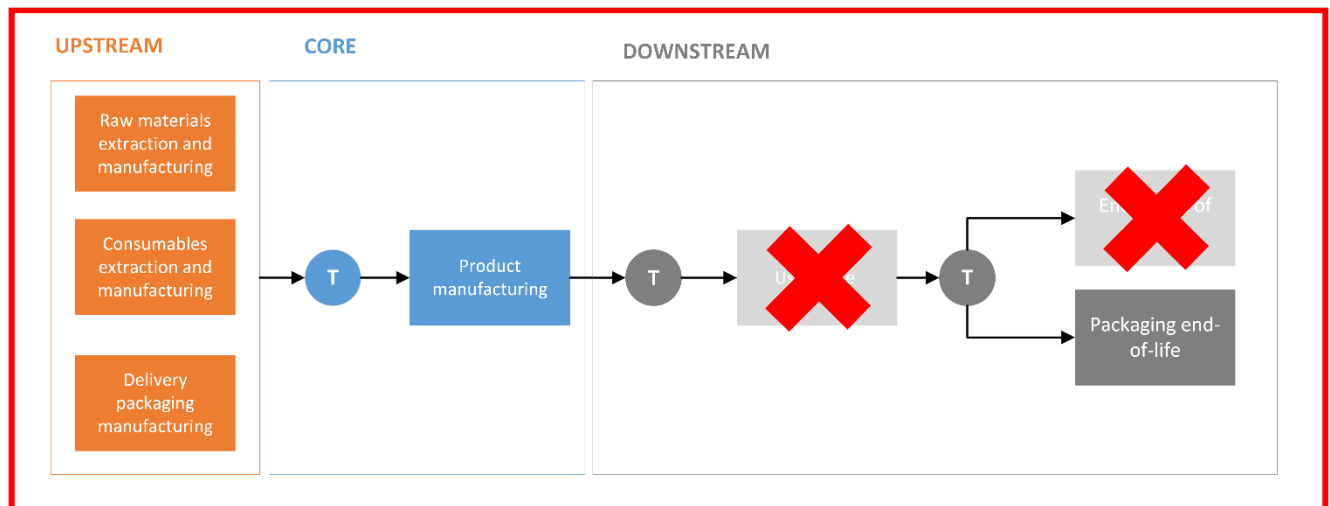 UPSTREAM
CORE
DOWNSTREAM
Raw materials
extraction and
manufacturing
Consumables
extraction and
manufacturing
Delivery
packaging
manufacturing
T
Product
manufacturing
T
T
of
Packaging end-
of-life